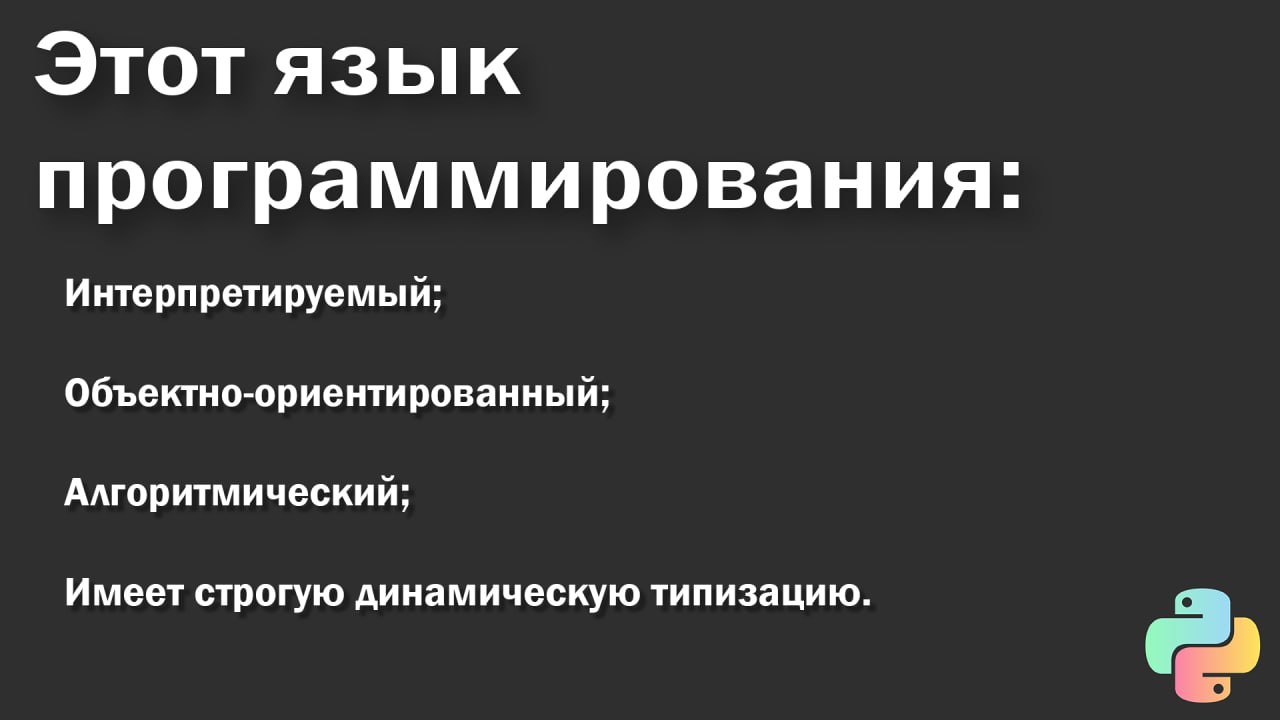 Этот язык
программирования:
Интерпретируемый;
Объектно-ориентированный;
Алгоритмический;
Имеет строгую динамическую типизацию.